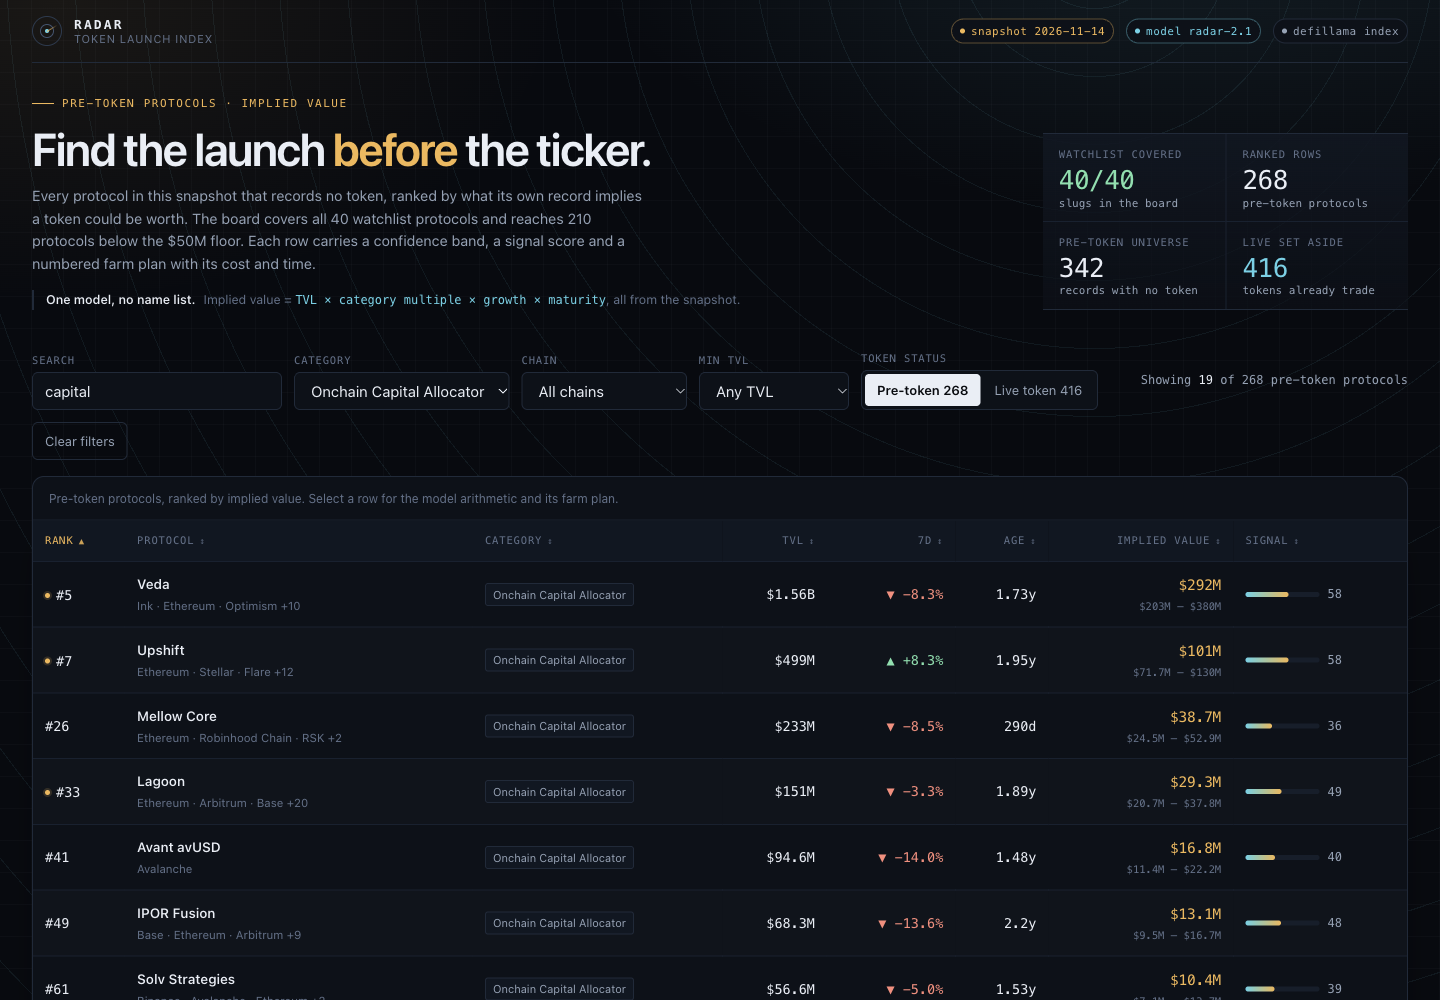 RADAR
TOKEN LAUNCH INDEX
snapshot 2026-11-14
model radar-2.1
defillama index
PRE-TOKEN PROTOCOLS · IMPLIED VALUE
Find the launch before the ticker.
Every protocol in this snapshot that records no token, ranked by what its own record implies
a token could be worth. The board covers all 40 watchlist protocols and reaches 210
protocols below the $50M floor. Each row carries a confidence band, a signal score and a
numbered farm plan with its cost and time.
One model, no name list. Implied value = TVL × category multiple × growth × maturity, all from the snapshot.
WATCHLIST COVERED
40/40
slugs in the board
RANKED ROWS
268
pre-token protocols
PRE-TOKEN UNIVERSE
342
records with no token
LIVE SET ASIDE
416
tokens already trade
SEARCH
capital
CATEGORY
Onchain Capital Allocator
CHAIN
All chains
MIN TVL
Any TVL
TOKEN STATUS
Pre-token 268
Live token 416
Showing 19 of 268 pre-token protocols
Clear filters
Pre-token protocols, ranked by implied value. Select a row for the model arithmetic and its farm plan.
RANK ▲ PROTOCOL ↕ CATEGORY ↕ TVL ↕ 7D ↕ AGE ↕ IMPLIED VALUE ↕ SIGNAL ↕
#5 Veda Onchain Capital Allocator $1.56B ▼ −8.3% 1.73y $292M 58
Ink · Ethereum · Optimism +10 $203M – $380M
#7 Upshift Onchain Capital Allocator $499M ▲ +8.3% 1.95y $101M 58
Ethereum · Stellar · Flare +12 $71.7M – $130M
#26 Mellow Core Onchain Capital Allocator $233M ▼ −8.5% 290d $38.7M 36
Ethereum · Robinhood Chain · RSK +2 $24.5M – $52.9M
#33 Lagoon Onchain Capital Allocator $151M ▼ −3.3% 1.89y $29.3M 49
Ethereum · Arbitrum · Base +20 $20.7M – $37.8M
#41 Avant avUSD Onchain Capital Allocator $94.6M ▼ −14.0% 1.48y $16.8M 40
Avalanche $11.4M – $22.2M
#49 IPOR Fusion Onchain Capital Allocator $68.3M ▼ −13.6% 2.2y $13.1M 48
Base · Ethereum · Arbitrum +9 $9.5M – $16.7M
#61 Solv Strategies Onchain Capital Allocator $56.6M ▼ −5.0% 1.53y $10.4M 39